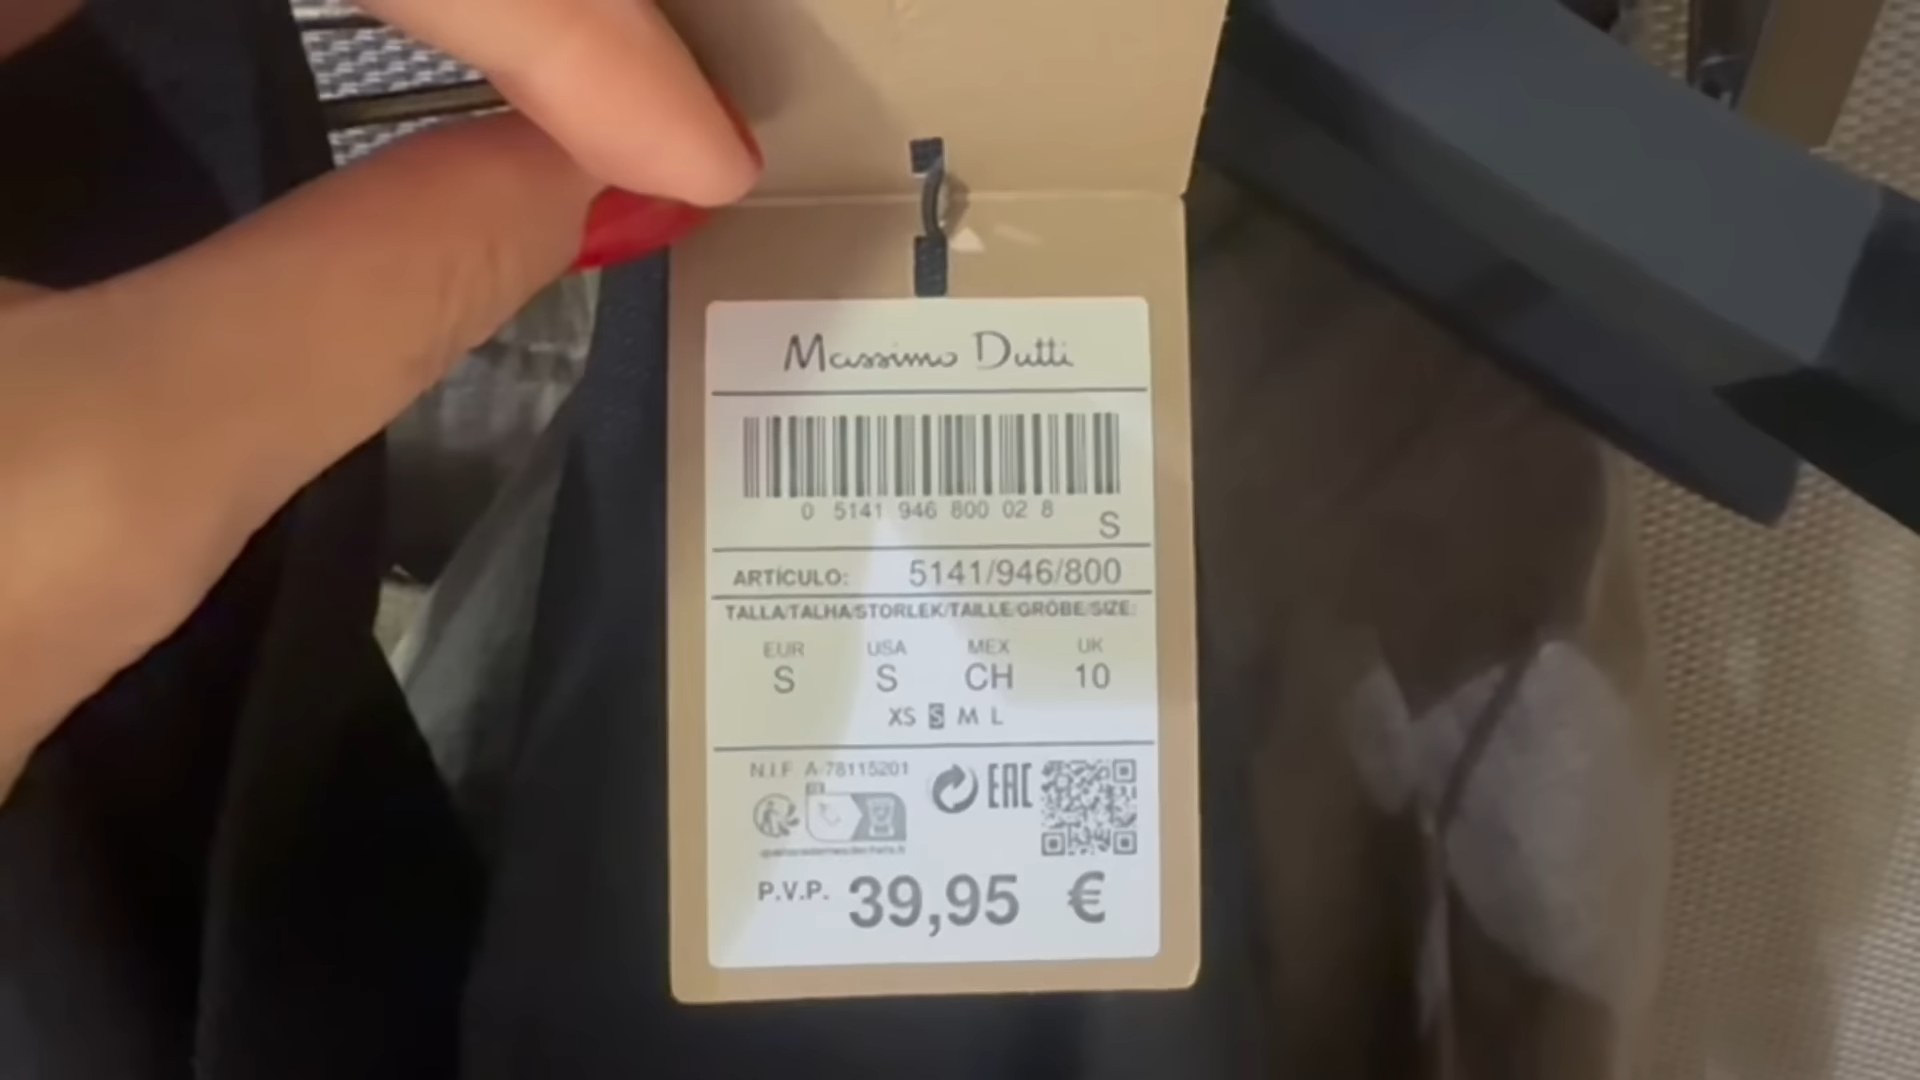 Massimo Dutti
0 5141 946 800 02 8
S
ARTÍCULO: 5141/946/800
TALLA/TALHA/STORLEK/TAILLE/GRÖBE/SIZE:
EUR USA MEX UK
S S CH 10
XS S M L
N.I.F A-78115201
EAC
P.V.P. 39,95 €